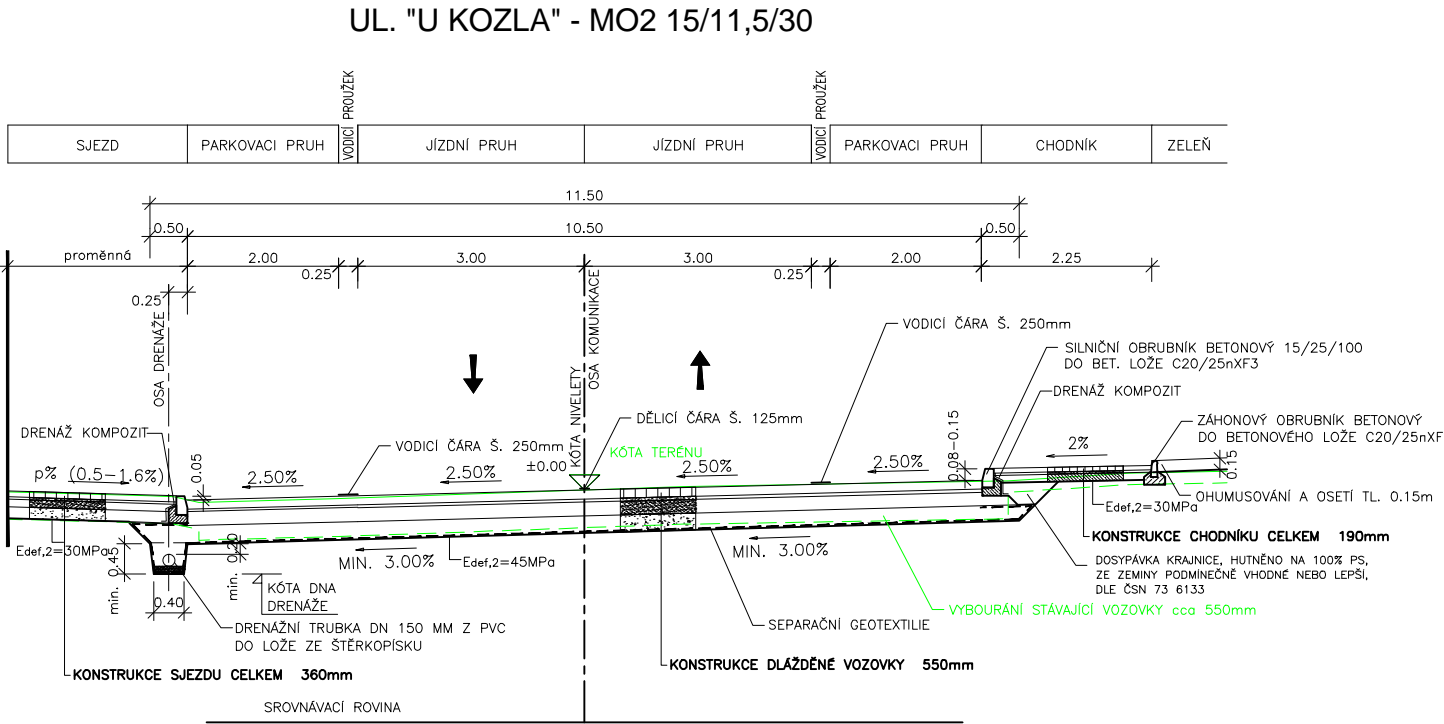 UL. "U KOZLA" - MO2 15/11,5/30
SJEZD
PARKOVACI PRUH
VODICÍ PROUŽEK
JÍZDNÍ PRUH
JÍZDNÍ PRUH
VODICÍ PROUŽEK
PARKOVACI PRUH
CHODNÍK
ZELEŇ
11.50
0.50
10.50
0.50
proměnná
2.00
0.25
3.00
3.00
0.25
2.00
2.25
0.25
OSA DRENÁŽE
KÓTA NIVELETY
OSA KOMUNIKACE
VODICÍ ČÁRA Š. 250mm
SILNIČNÍ OBRUBNÍK BETONOVÝ 15/25/100
DO BET. LOŽE C20/25nXF3
DRENÁŽ KOMPOZIT
DĚLICÍ ČÁRA Š. 125mm
ZÁHONOVÝ OBRUBNÍK BETONOVÝ
DO BETONOVÉHO LOŽE C20/25nXF
DRENÁŽ KOMPOZIT
VODICÍ ČÁRA Š. 250mm
KÓTA TERÉNU
±0.00
p% (0.5-1.6%)
0.05
2.50%
2.50%
2.50%
2.50%
0.08-0.15
2%
0.15
OHUMUSOVÁNÍ A OSETÍ TL. 0.15m
Edef,2=30MPa
Edef,2=30MPa
min. 0.45
min. 0.20
0.40
MIN. 3.00%
Edef,2=45MPa
MIN. 3.00%
KONSTRUKCE CHODNÍKU CELKEM 190mm
DOSYPÁVKA KRAJNICE, HUTNĚNO NA 100% PS,
ZE ZEMINY PODMÍNEČNĚ VHODNÉ NEBO LEPŠÍ,
DLE ČSN 73 6133
KÓTA DNA
DRENÁŽE
VYBOURÁNÍ STÁVAJÍCÍ VOZOVKY cca 550mm
DRENÁŽNÍ TRUBKA DN 150 MM Z PVC
DO LOŽE ZE ŠTĚRKOPÍSKU
SEPARAČNÍ GEOTEXTILIE
KONSTRUKCE SJEZDU CELKEM 360mm
KONSTRUKCE DLÁŽDĚNÉ VOZOVKY 550mm
SROVNÁVACÍ ROVINA